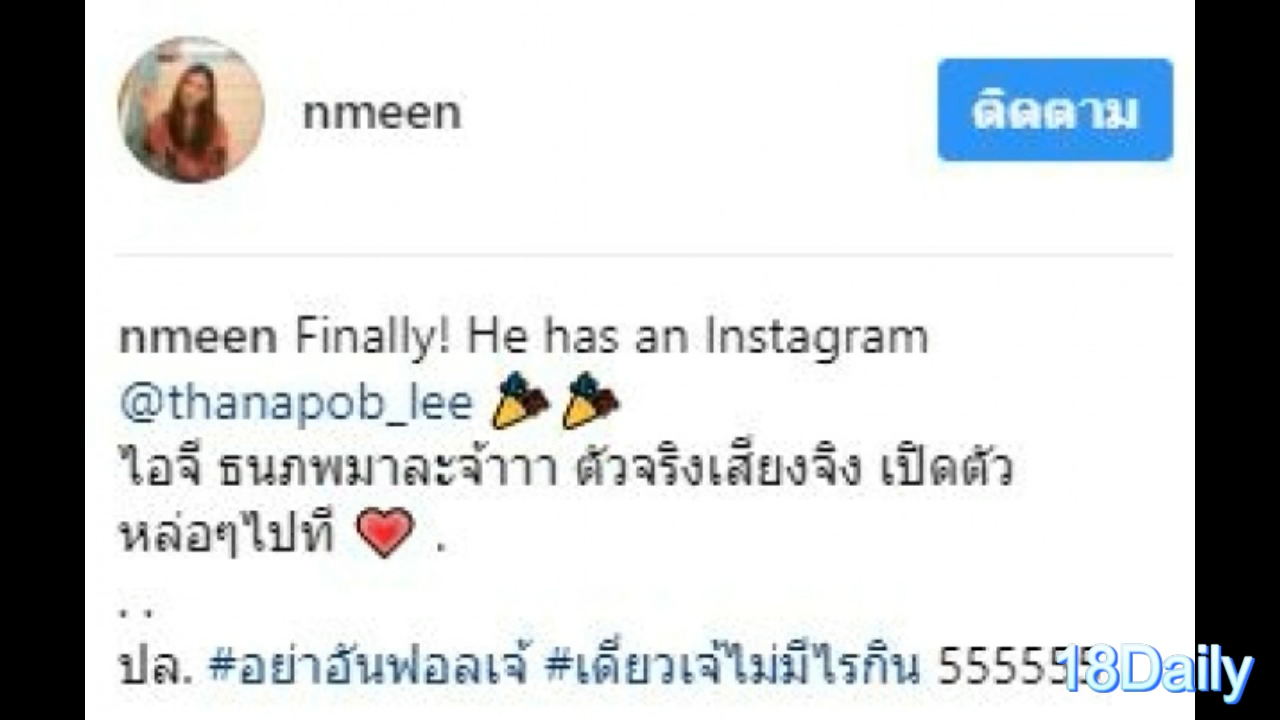 nmeen
ติดตาม
nmeen Finally! He has an Instagram
@thanapob_lee 🎉🎉
ไอจี ธนภพมาละจ้าาา ตัวจริงเสียงจิง เปิดตัว
หล่อๆไปที ❤️ .
. .
ปล. #อย่าอันฟอลเจ้ #เดี๋ยวเจ้ไม่มีไรกิน 555555
18Daily